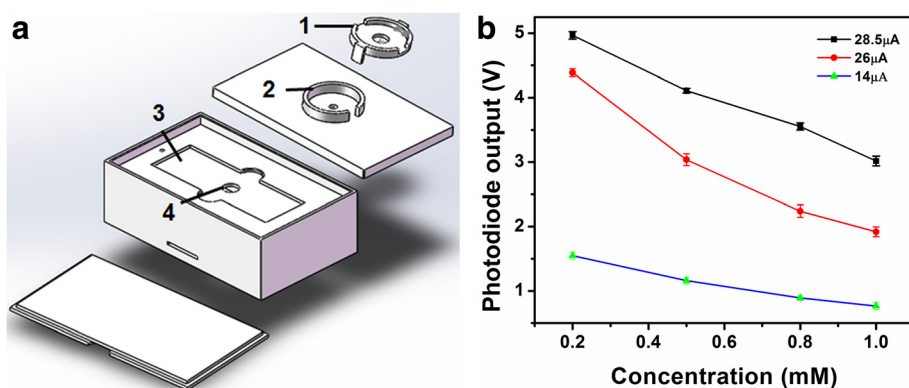 a
1
2
3
4
b
28.5μA
26μA
14μA
Photodiode output (V)
5
4
3
2
1
0.2
0.4
0.6
0.8
1.0
Concentration (mM)